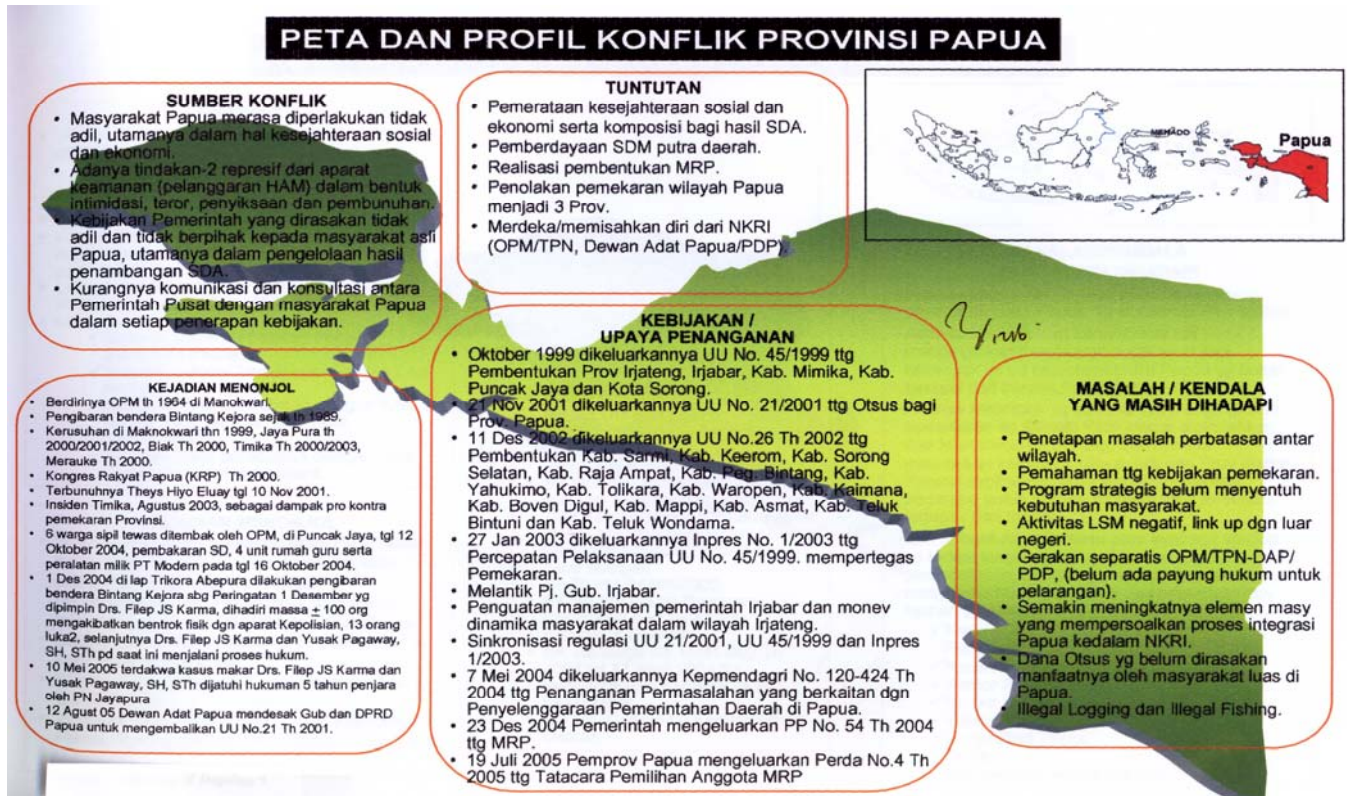 PETA DAN PROFIL KONFLIK PROVINSI PAPUA
SUMBER KONFLIK
• Masyarakat Papua merasa diperlakukan tidak
adil, utamanya dalam hal kesejahteraan sosial
dan ekonomi.
• Adanya tindakan-2 represif dari aparat
keamanan (pelanggaran HAM) dalam bentuk
intimidasi, teror, penyiksaan dan pembunuhan.
• Kebijakan Pemerintah yang dirasakan tidak
adil dan tidak berpihak kepada masyarakat asli
Papua, utamanya dalam pengelolaan hasil
penambangan SDA.
• Kurangnya komunikasi dan konsultasi antara
Pemerintah Pusat dengan masyarakat Papua
dalam setiap penerapan kebijakan.
TUNTUTAN
• Pemerataan kesejahteraan sosial dan
ekonomi serta komposisi bagi hasil SDA.
• Pemberdayaan SDM putra daerah.
• Realisasi pembentukan MRP.
• Penolakan pemekaran wilayah Papua
menjadi 3 Prov.
• Merdeka/memisahkan diri dari NKRI
(OPM/TPN, Dewan Adat Papua/PDP).
MENADO
Papua
KEJADIAN MENONJOL
• Berdirinya OPM th 1964 di Manokwari.
• Pengibaran bendera Bintang Kejora sejak th 1989.
• Kerusuhan di Maknokwari thn 1999, Jaya Pura th
2000/2001/2002, Biak Th 2000, Timika Th 2000/2003,
Merauke Th 2000.
• Kongres Rakyat Papua (KRP) Th 2000.
• Terbunuhnya Theys Hiyo Eluay tgl 10 Nov 2001.
• Insiden Timika, Agustus 2003, sebagai dampak pro kontra
pemekaran Provinsi.
• 6 warga sipil tewas ditembak oleh OPM, di Puncak Jaya, tgl 12
Oktober 2004, pembakaran SD, 4 unit rumah guru serta
peralatan milik PT Modern pada tgl 16 Oktober 2004.
• 1 Des 2004 di lap Trikora Abepura dilakukan pengibaran
bendera Bintang Kejora sbg Peringatan 1 Desember yg
dipimpin Drs. Filep JS Karma, dihadiri massa ± 100 org
mengakibatkan bentrok fisik dgn aparat Kepolisian, 13 orang
luka2, selanjutnya Drs. Filep JS Karma dan Yusak Pagaway,
SH, STh pd saat ini menjalani proses hukum.
• 10 Mei 2005 terdakwa kasus makar Drs. Filep JS Karma dan
Yusak Pagaway, SH, STh dijatuhi hukuman 5 tahun penjara
oleh PN Jayapura
• 12 Agust 05 Dewan Adat Papua mendesak Gub dan DPRD
Papua untuk mengembalikan UU No.21 Th 2001.
KEBIJAKAN /
UPAYA PENANGANAN
• Oktober 1999 dikeluarkannya UU No. 45/1999 ttg
Pembentukan Prov Irjateng, Irjabar, Kab. Mimika, Kab.
Puncak Jaya dan Kota Sorong.
• 21 Nov 2001 dikeluarkannya UU No. 21/2001 ttg Otsus bagi
Prov. Papua.
• 11 Des 2002 dikeluarkannya UU No.26 Th 2002 ttg
Pembentukan Kab. Sarmi, Kab. Keerom, Kab. Sorong
Selatan, Kab. Raja Ampat, Kab. Peg. Bintang, Kab.
Yahukimo, Kab. Tolikara, Kab. Waropen, Kab. Kaimana,
Kab. Boven Digul, Kab. Mappi, Kab. Asmat, Kab. Teluk
Bintuni dan Kab. Teluk Wondama.
• 27 Jan 2003 dikeluarkannya Inpres No. 1/2003 ttg
Percepatan Pelaksanaan UU No. 45/1999. mempertegas
Pemekaran.
• Melantik Pj. Gub. Irjabar.
• Penguatan manajemen pemerintah Irjabar dan monev
dinamika masyarakat dalam wilayah Irjateng.
• Sinkronisasi regulasi UU 21/2001, UU 45/1999 dan Inpres
1/2003.
• 7 Mei 2004 dikeluarkannya Kepmendagri No. 120-424 Th
2004 ttg Penanganan Permasalahan yang berkaitan dgn
Penyelenggaraan Pemerintahan Daerah di Papua.
• 23 Des 2004 Pemerintah mengeluarkan PP No. 54 Th 2004
ttg MRP.
• 19 Juli 2005 Pemprov Papua mengeluarkan Perda No.4 Th
2005 ttg Tatacara Pemilihan Anggota MRP
MASALAH / KENDALA
YANG MASIH DIHADAPI
• Penetapan masalah perbatasan antar
wilayah.
• Pemahaman ttg kebijakan pemekaran.
• Program strategis belum menyentuh
kebutuhan masyarakat.
• Aktivitas LSM negatif, link up dgn luar
negeri.
• Gerakan separatis OPM/TPN-DAP/
PDP, (belum ada payung hukum untuk
pelarangan).
• Semakin meningkatnya elemen masy
yang mempersoalkan proses integrasi
Papua kedalam NKRI.
• Dana Otsus yg belum dirasakan
manfaatnya oleh masyarakat luas di
Papua.
• Illegal Logging dan Illegal Fishing.